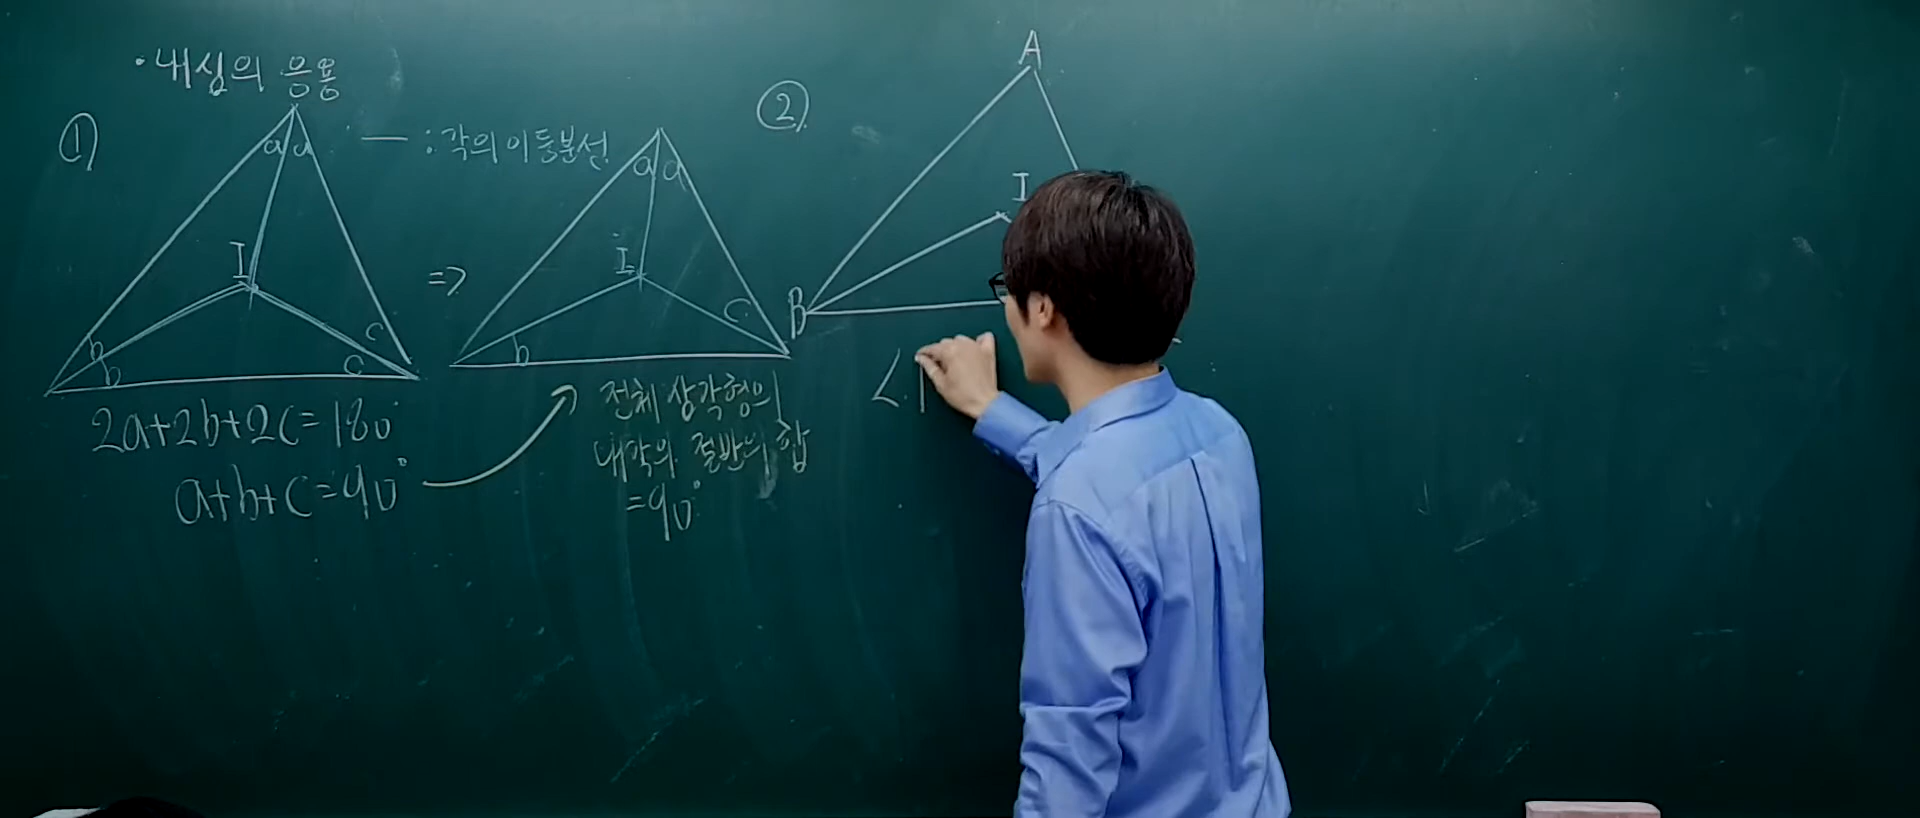 · 내심의 응용
①
a a
I
b
b
c
c
2a+2b+2c=180°
a+b+c=90°
— : 각의 이등분선
=>
a a
I
b
c
전체 삼각형의
내각의 절반의 합
=90°
②
A
I
B
∠